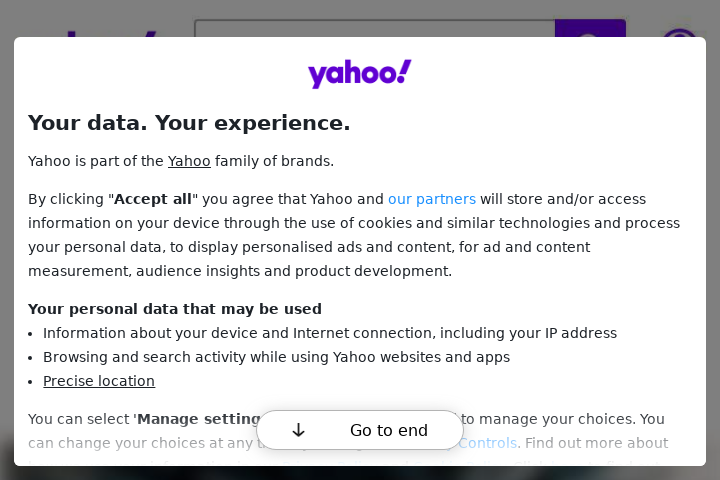 yahoo!
Your data. Your experience.
Yahoo is part of the Yahoo family of brands.
By clicking "Accept all" you agree that Yahoo and our partners will store and/or access
information on your device through the use of cookies and similar technologies and process
your personal data, to display personalised ads and content, for ad and content
measurement, audience insights and product development.
Your personal data that may be used
• Information about your device and Internet connection, including your IP address
• Browsing and search activity while using Yahoo websites and apps
• Precise location
You can select 'Manage setting to manage your choices. You
Go to end
can change your choices at any Controls. Find out more about